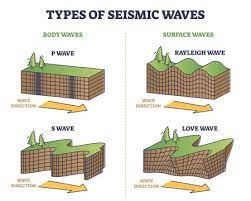 TYPES OF SEISMIC WAVES
BODY WAVES
SURFACE WAVES
P WAVE
RAYLEIGH WAVE
WAVE
DIRECTION
WAVE
DIRECTION
S WAVE
LOVE WAVE
WAVE
DIRECTION
WAVE
DIRECTION